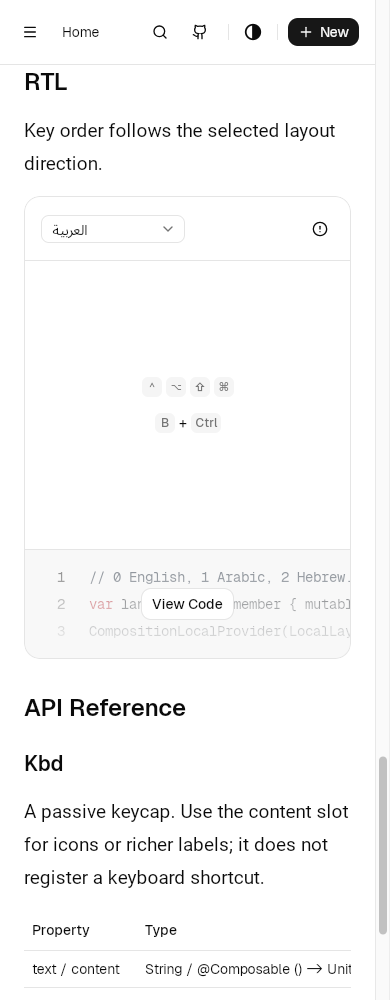 Home
New
RTL
Key order follows the selected layout
direction.
العربية
^ ⌥ ⇧ ⌘
B + Ctrl
1 // 0 English, 1 Arabic, 2 Hebrew.
2 var lan member { mutabl
View Code
3 CompositionLocalProvider(LocalLay
API Reference
Kbd
A passive keycap. Use the content slot
for icons or richer labels; it does not
register a keyboard shortcut.
Property Type
text / content String / @Composable () -> Unit